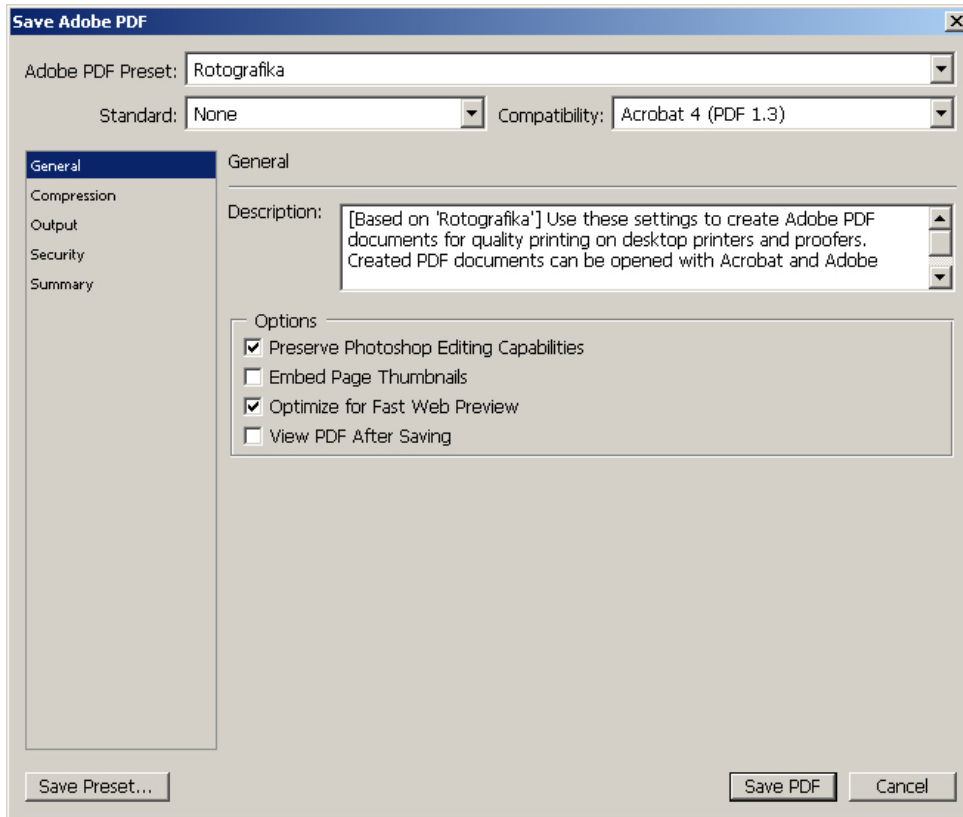 Save Adobe PDF
Adobe PDF Preset: Rotografika
Standard: None Compatibility: Acrobat 4 (PDF 1.3)
General
Compression
Output
Security
Summary
General
Description: [Based on 'Rotografika'] Use these settings to create Adobe PDF
documents for quality printing on desktop printers and proofers.
Created PDF documents can be opened with Acrobat and Adobe
Options
Preserve Photoshop Editing Capabilities
Embed Page Thumbnails
Optimize for Fast Web Preview
View PDF After Saving
Save Preset... Save PDF Cancel